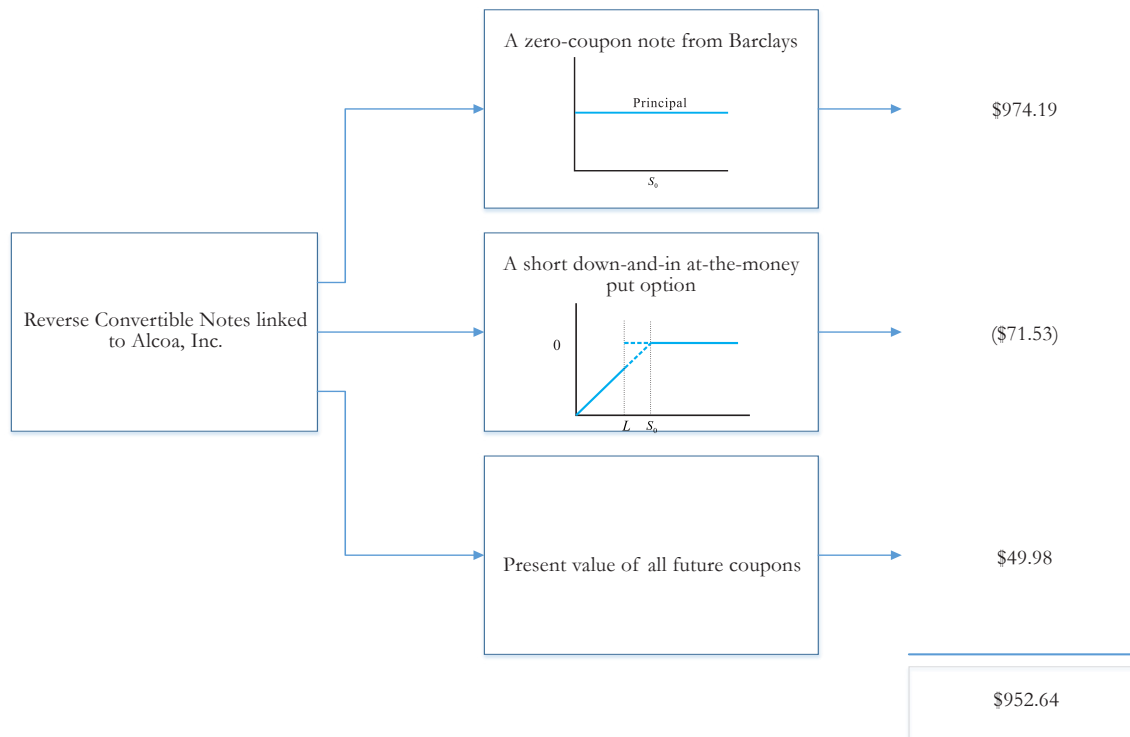 A zero-coupon note from Barclays
Principal
S₀
$974.19
Reverse Convertible Notes linked
to Alcoa, Inc.
A short down-and-in at-the-money
put option
0
L S₀
($71.53)
Present value of all future coupons
$49.98
$952.64